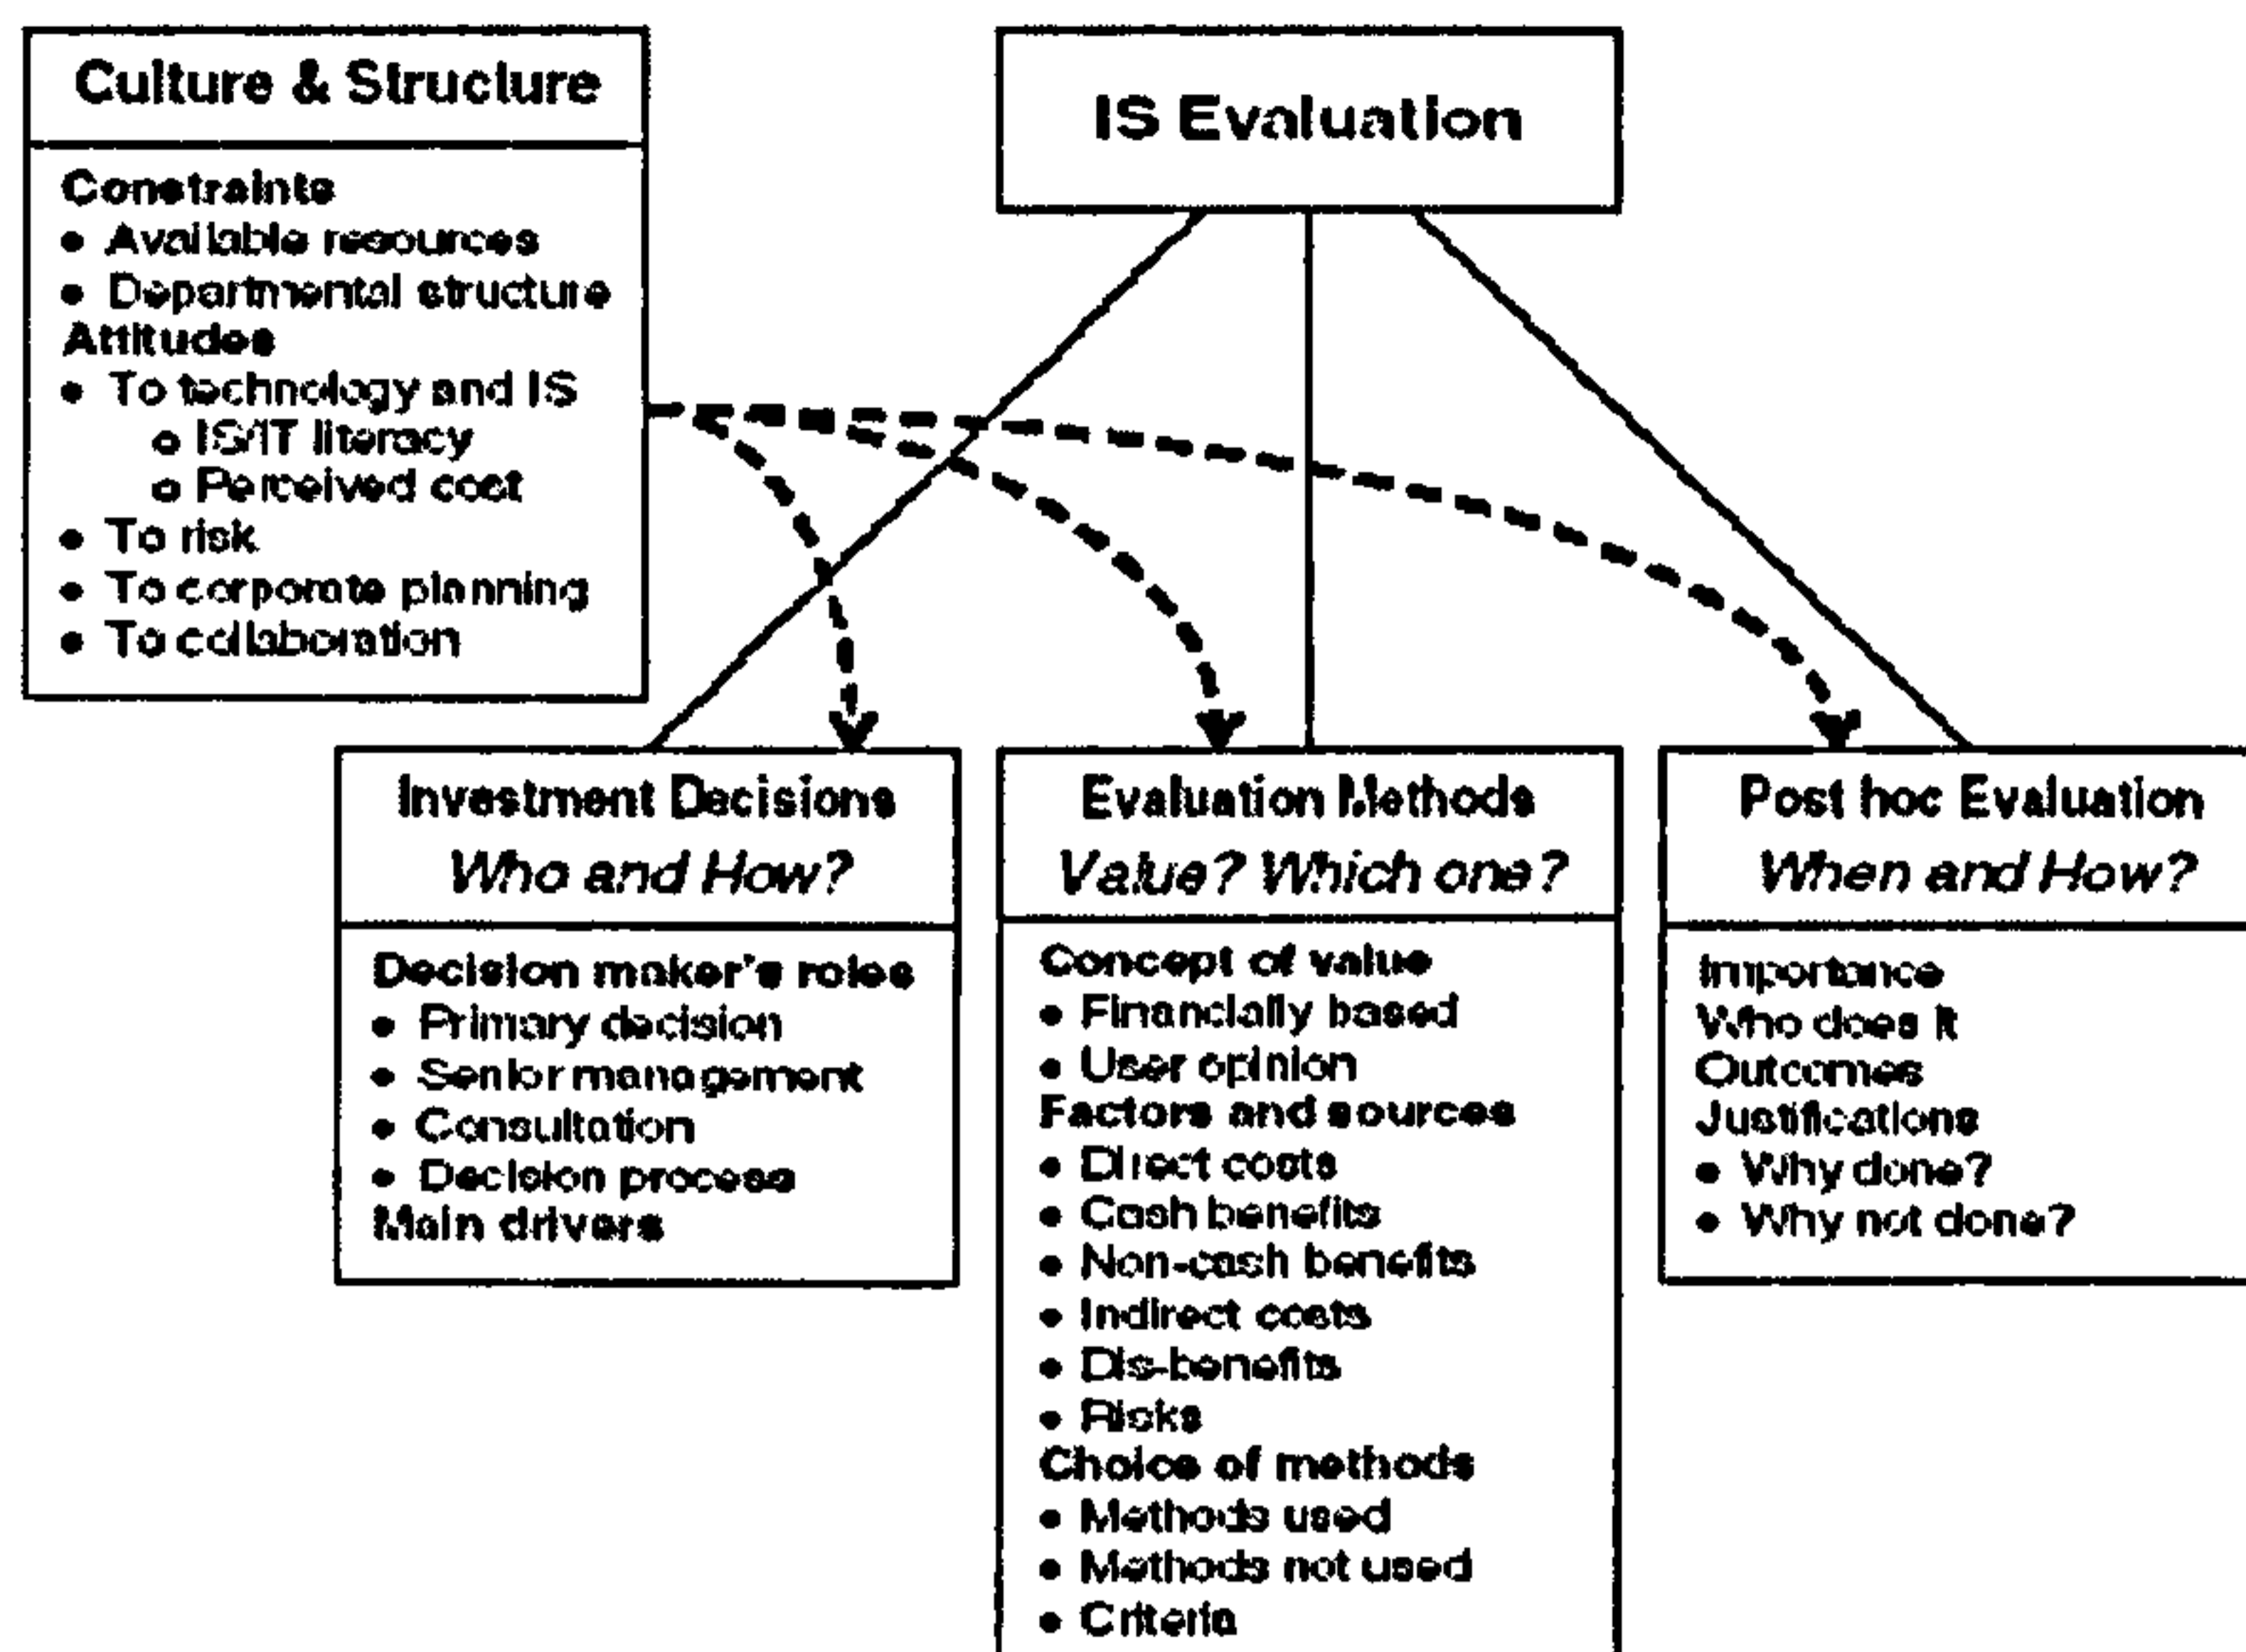 Culture & Structure
Constraints
• Available resources
• Departmental structure
Attitudes
• To technology and IS
o IS/IT literacy
o Perceived cost
• To risk
• To corporate planning
• To collaboration
IS Evaluation
Investment Decisions
Who and How?
Decision maker's roles
• Primary decision
• Senior management
• Consultation
• Decision process
Main drivers
Evaluation Methods
Value? Which one?
Concept of value
• Financially based
• User opinion
Factors and sources
• Direct costs
• Cash benefits
• Non-cash benefits
• Indirect costs
• Dis-benefits
• Risks
Choice of methods
• Methods used
• Methods not used
• Criteria
Post hoc Evaluation
When and How?
Importance
Who does it
Outcomes
Justifications
• Why done?
• Why not done?